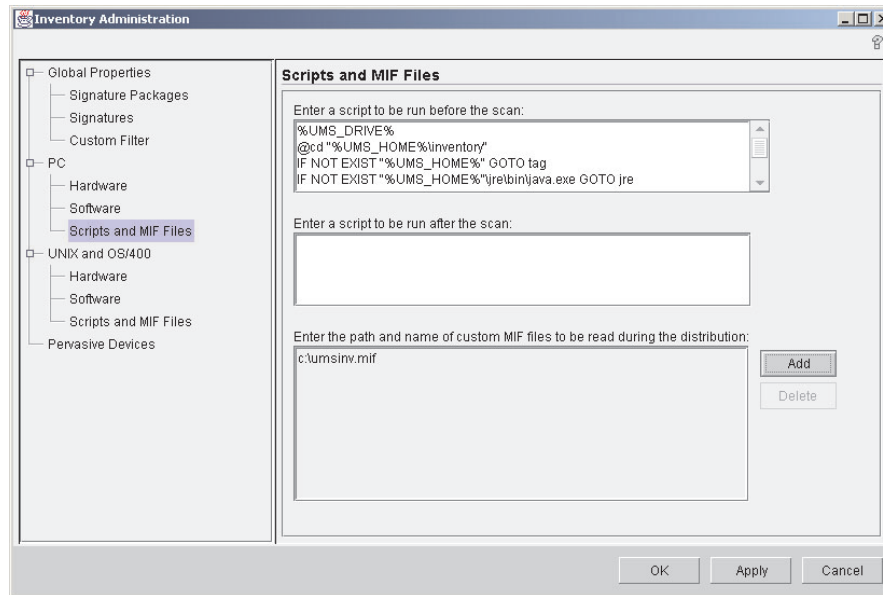 Inventory Administration
Global Properties
Signature Packages
Signatures
Custom Filter
PC
Hardware
Software
Scripts and MIF Files
UNIX and OS/400
Hardware
Software
Scripts and MIF Files
Pervasive Devices
Scripts and MIF Files
Enter a script to be run before the scan:
%UMS_DRIVE%
@cd "%UMS_HOME%\inventory"
IF NOT EXIST "%UMS_HOME%" GOTO tag
IF NOT EXIST "%UMS_HOME%"\jre\bin\java.exe GOTO jre
Enter a script to be run after the scan:
Enter the path and name of custom MIF files to be read during the distribution:
c:\umsinv.mif
Add
Delete
OK
Apply
Cancel